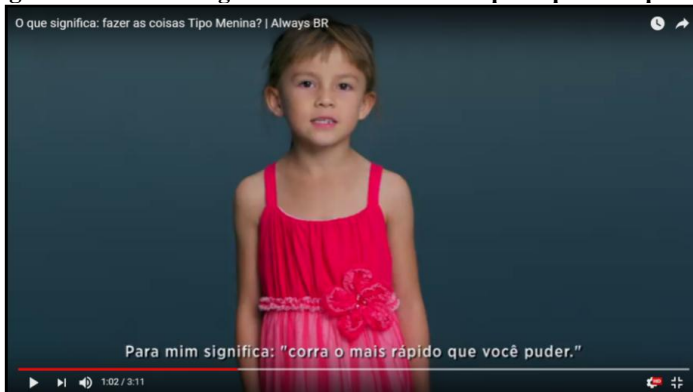 O que significa: fazer as coisas Tipo Menina? | Always BR
Para mim significa: "corra o mais rápido que você puder."
1:02 / 3:11